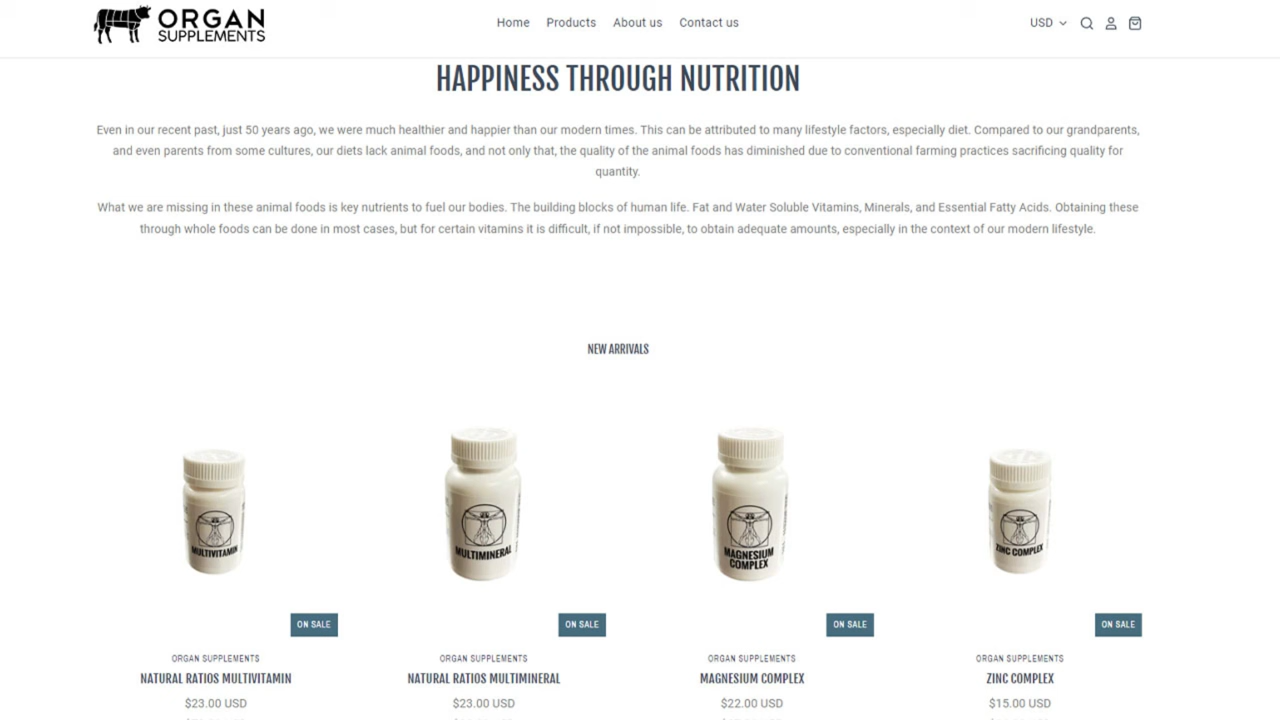 ORGAN
SUPPLEMENTS
Home Products About us Contact us
USD
HAPPINESS THROUGH NUTRITION
Even in our recent past, just 50 years ago, we were much healthier and happier than our modern times. This can be attributed to many lifestyle factors, especially diet. Compared to our grandparents,
and even parents from some cultures, our diets lack animal foods, and not only that, the quality of the animal foods has diminished due to conventional farming practices sacrificing quality for
quantity.
What we are missing in these animal foods is key nutrients to fuel our bodies. The building blocks of human life. Fat and Water Soluble Vitamins, Minerals, and Essential Fatty Acids. Obtaining these
through whole foods can be done in most cases, but for certain vitamins it is difficult, if not impossible, to obtain adequate amounts, especially in the context of our modern lifestyle.
NEW ARRIVALS
MULTIVITAMIN
MULTIMINERAL
MAGNESIUM
COMPLEX
ZINC COMPLEX
ON SALE ON SALE ON SALE ON SALE
ORGAN SUPPLEMENTS ORGAN SUPPLEMENTS ORGAN SUPPLEMENTS ORGAN SUPPLEMENTS
NATURAL RATIOS MULTIVITAMIN NATURAL RATIOS MULTIMINERAL MAGNESIUM COMPLEX ZINC COMPLEX
$23.00 USD $23.00 USD $22.00 USD $15.00 USD